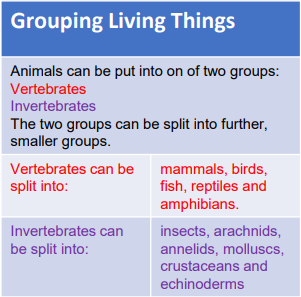 Grouping Living Things
Animals can be put into on of two groups:
Vertebrates
Invertebrates
The two groups can be split into further,
smaller groups.
Vertebrates can be
split into:
mammals, birds,
fish, reptiles and
amphibians.
Invertebrates can
be split into:
insects, arachnids,
annelids, molluscs,
crustaceans and
echinoderms